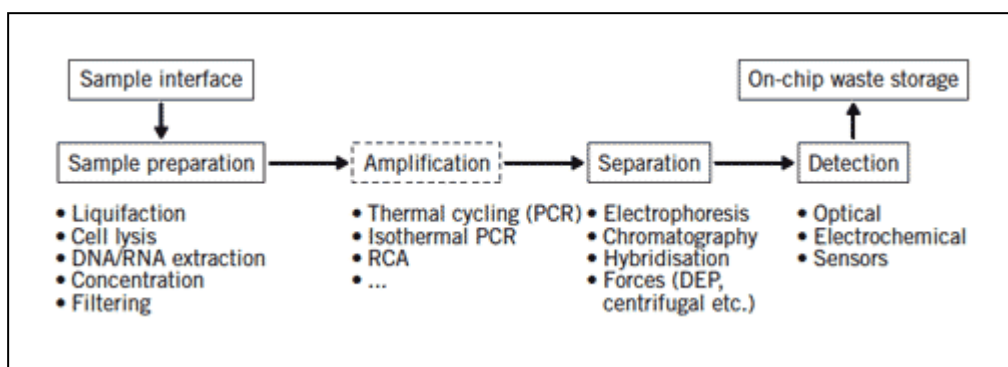 Sample interface
On-chip waste storage
Sample preparation
Amplification
Separation
Detection
• Liquifaction
• Cell lysis
• DNA/RNA extraction
• Concentration
• Filtering
• Thermal cycling (PCR)
• Isothermal PCR
• RCA
• ...
• Electrophoresis
• Chromatography
• Hybridisation
• Forces (DEP,
centrifugal etc.)
• Optical
• Electrochemical
• Sensors